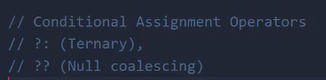 // Conditional Assignment Operators
// ?: (Ternary),
// ?? (Null coalescing)